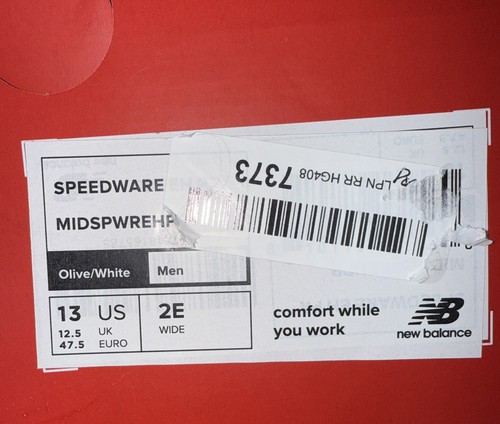 SPEEDWARE
MIDSPWREHP
LPN RR HG408
7373
Olive/White Men
13 US
12.5 UK
47.5 EURO
2E
WIDE
comfort while
you work
NB
new balance